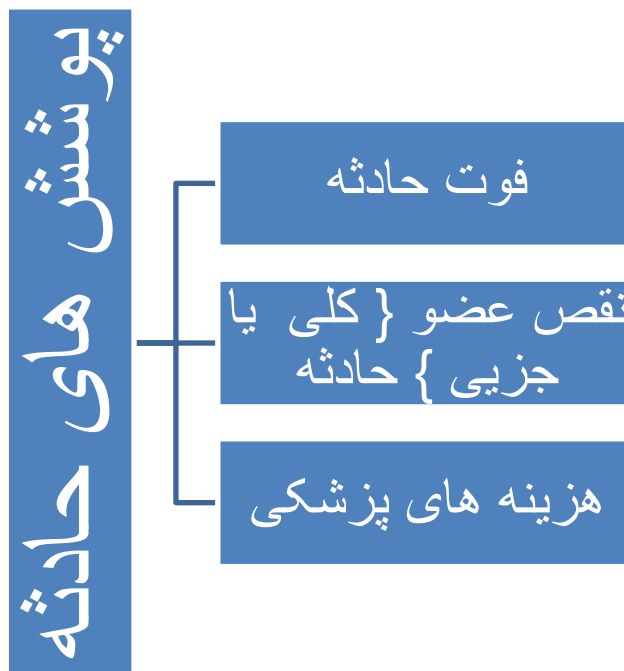 پوشش های حادثه
فوت حادثه
نقص عضو { کلی یا
جزیی } حادثه
هزینه های پزشکی